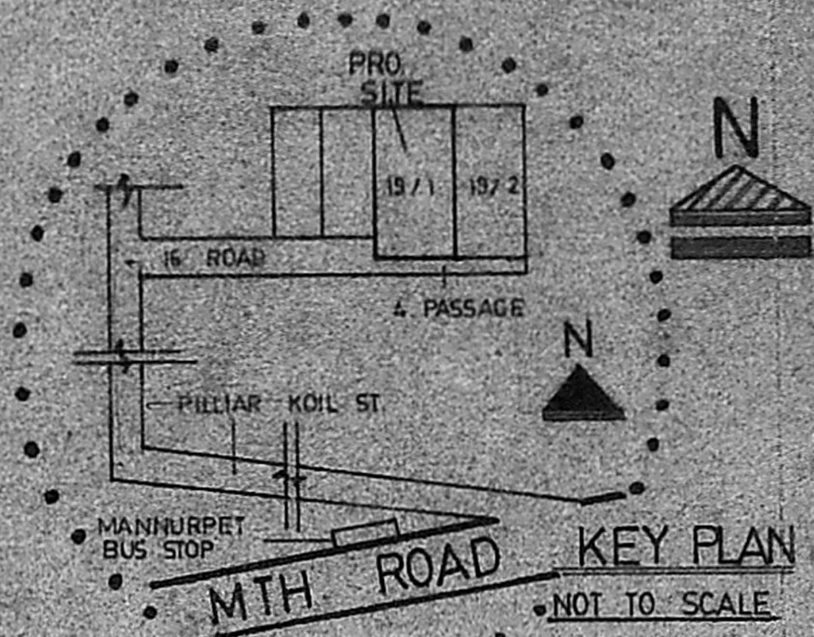 PRO.
SITE
N
19/1
19/2
16 ROAD
4. PASSAGE
N
PILLIAR KOIL ST.
MANNURPET
BUS STOP
MTH ROAD
KEY PLAN
NOT TO SCALE